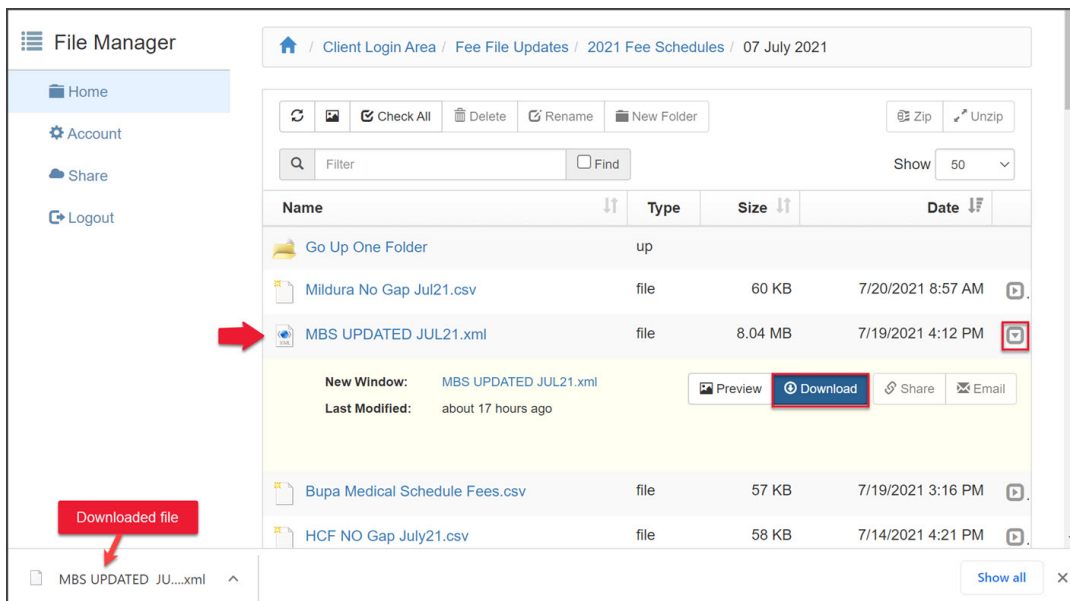 File Manager
/ Client Login Area / Fee File Updates / 2021 Fee Schedules / 07 July 2021
Home
Account
Share
Logout
Check All Delete Rename New Folder Zip Unzip
Filter Find Show 50
Name Type Size Date
Go Up One Folder up
Mildura No Gap Jul21.csv file 60 KB 7/20/2021 8:57 AM
MBS UPDATED JUL21.xml file 8.04 MB 7/19/2021 4:12 PM
New Window: MBS UPDATED JUL21.xml Preview Download Share Email
Last Modified: about 17 hours ago
Bupa Medical Schedule Fees.csv file 57 KB 7/19/2021 3:16 PM
HCF NO Gap July21.csv file 58 KB 7/14/2021 4:21 PM
Downloaded file
MBS UPDATED JU....xml Show all